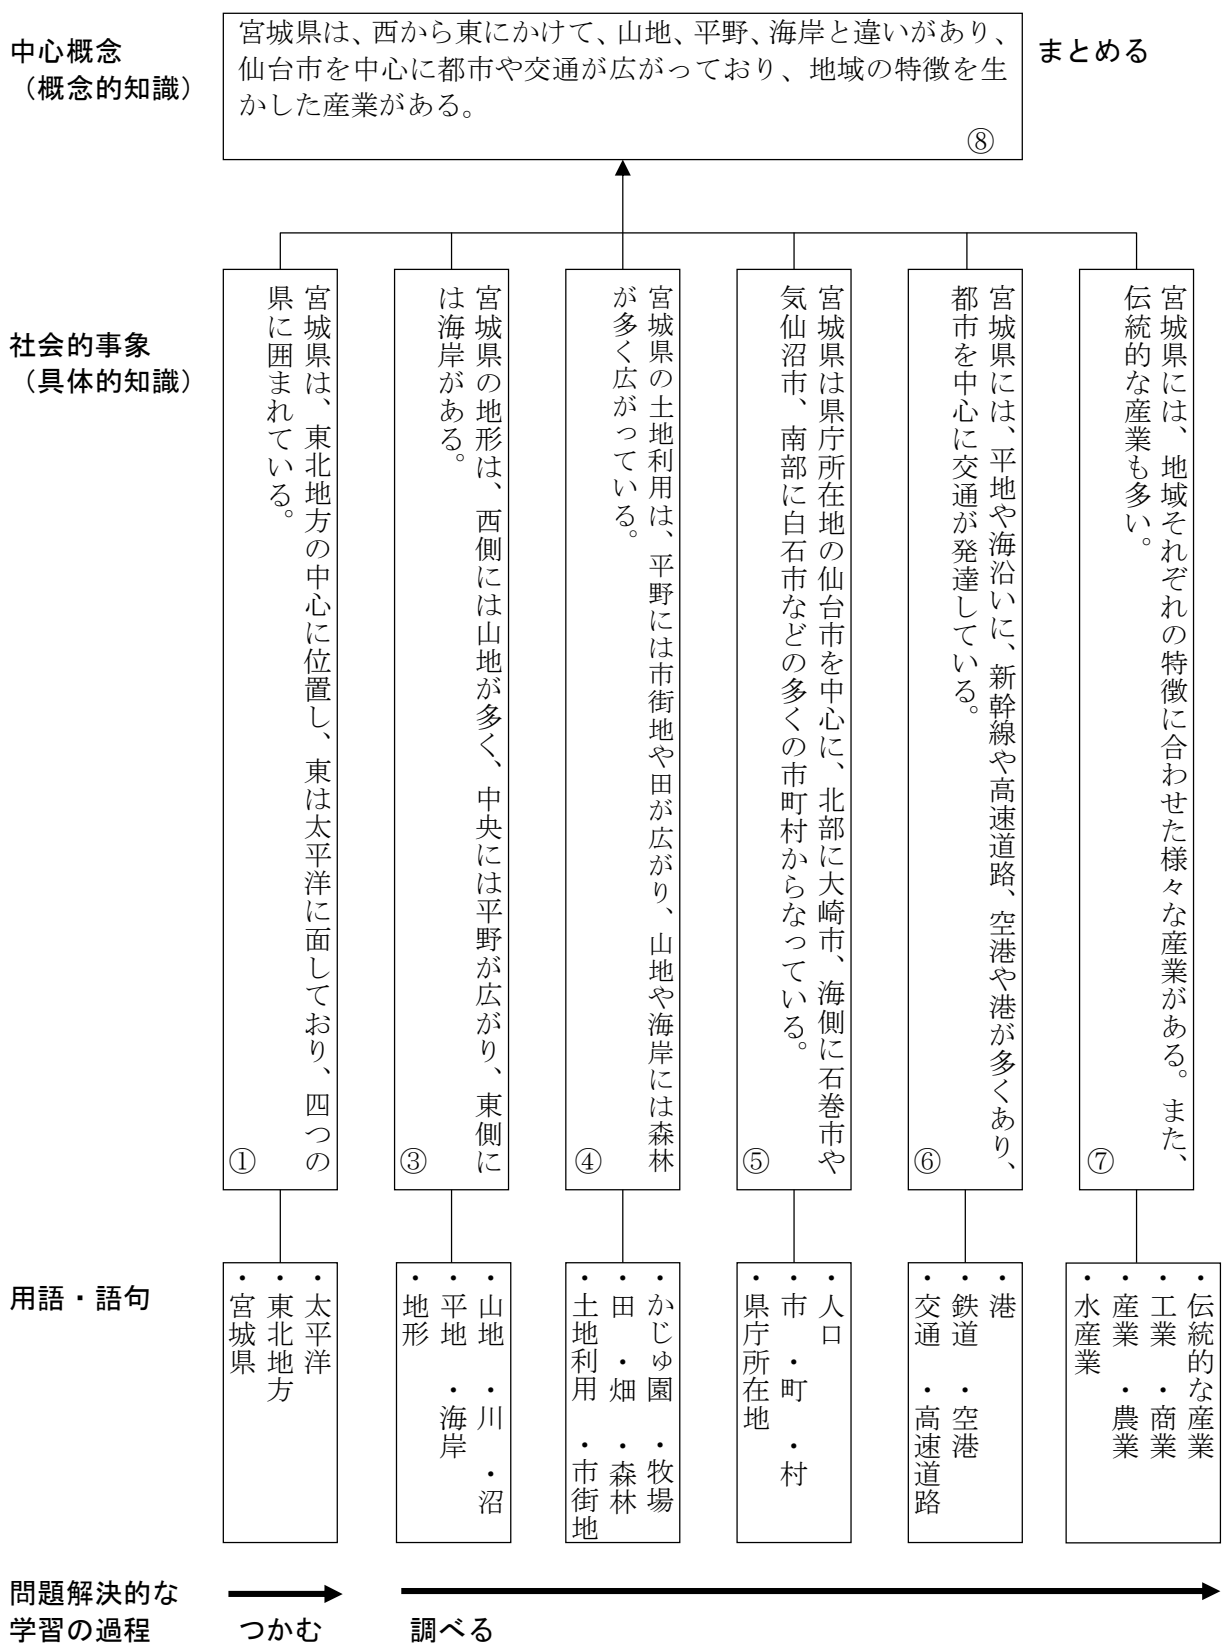 中心概念
（概念的知識）
宮城県は、西から東にかけて、山地、平野、海岸と違いがあり、
仙台市を中心に都市や交通が広がっており、地域の特徴を生
かした産業がある。
⑧
まとめる
社会的事象
（具体的知識）
宮城県は、東北地方の中心に位置し、東は太平洋に面しており、四つの
県に囲まれている。
①
宮城県の地形は、西側には山地が多く、中央には平野が広がり、東側に
は海岸がある。
③
宮城県の土地利用は、平野には市街地や田が広がり、山地や海岸には森林
が多く広がっている。
④
宮城県は県庁所在地の仙台市を中心に、北部に大崎市、海側に石巻市や
気仙沼市、南部に白石市などの多くの市町村からなっている。
⑤
宮城県には、平地や海沿いに、新幹線や高速道路、空港や港が多くあり、
都市を中心に交通が発達している。
⑥
宮城県には、地域それぞれの特徴に合わせた様々な産業がある。また、
伝統的な産業も多い。
⑦
用語・語句
・太平洋
・東北地方
・宮城県
・山地 ・川 ・沼
・平地 ・海岸
・地形
・かじゅ園 ・牧場
・田 ・畑 ・森林
・土地利用 ・市街地
・人口
・市 ・町 ・村
・県庁所在地
・港
・鉄道 ・空港
・交通 ・高速道路
・伝統的な産業
・工業 ・商業
・産業 ・農業
・水産業
問題解決的な
学習の過程
つかむ
調べる